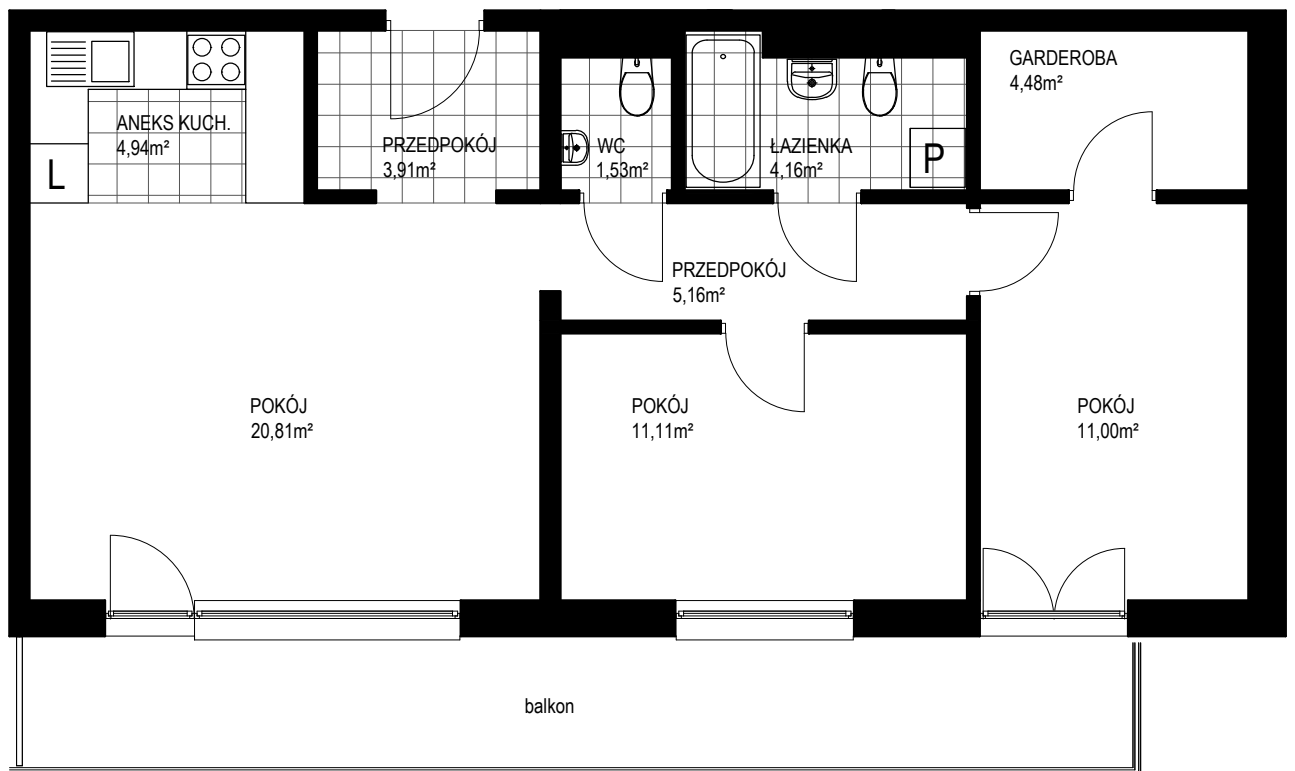 GARDEROBA
4,48m²
ANEKS KUCH.
4,94m²
PRZEDPOKÓJ
3,91m²
WC
1,53m²
ŁAZIENKA
4,16m²
P
L
PRZEDPOKÓJ
5,16m²
POKÓJ
20,81m²
POKÓJ
11,11m²
POKÓJ
11,00m²
balkon